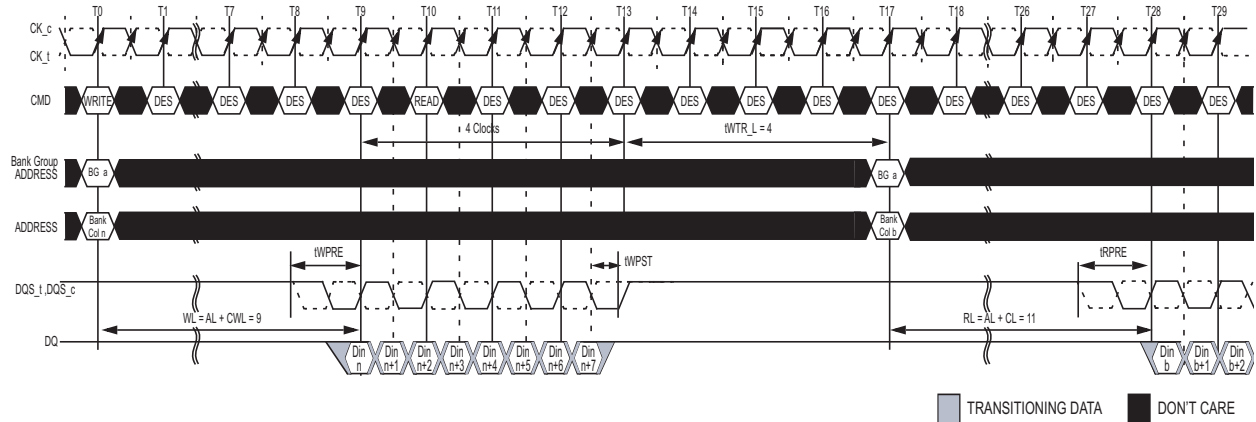 T0 T1 T7 T8 T9 T10 T11 T12 T13 T14 T15 T16 T17 T18 T26 T27 T28 T29
CK_c
CK_t
CMD WRITE DES DES DES DES READ DES DES DES DES DES DES DES DES DES DES DES DES
4 Clocks tWTR_L = 4
Bank Group
ADDRESS
BG a BG a
ADDRESS
Bank
Col n
Bank
Col b
tWPRE tWPST tRPRE
DQS_t ,DQS_c
WL = AL + CWL = 9 RL = AL + CL = 11
DQ
Din Din Din Din Din Din Din Din Din Din Din
n n+1 n+2 n+3 n+4 n+5 n+6 n+7 b b+1 b+2
TRANSITIONING DATA DON'T CARE